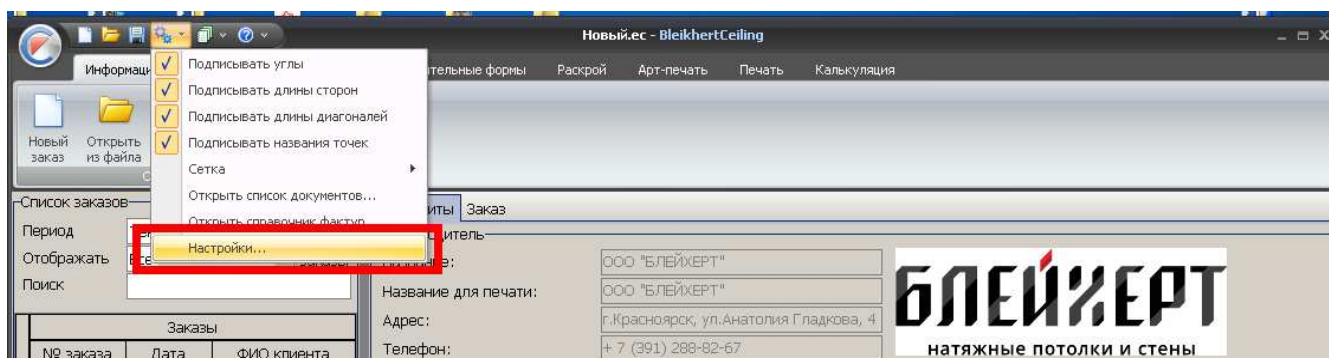 Новый.ec - BleikhertCeiling
Подписывать углы
Подписывать длины сторон
Подписывать длины диагоналей
Подписывать названия точек
Сетка
Открыть список документов...
Открыть справочник фактур
Настройки...
формы Раскрой Арт-печать Печать Калькуляция
Новый заказ
Открыть из файла
Список заказов
Период
Отображать
Поиск
Заказы
№ заказа Дата ФИО клиента
Заказ
Название для печати:
Адрес:
Телефон:
ООО "БЛЕЙХЕРТ"
ООО "БЛЕЙХЕРТ"
г.Красноярск, ул.Анатолия Гладкова, 4
+ 7 (391) 288-82-67
БЛЕЙХЕРТ
натяжные потолки и стены